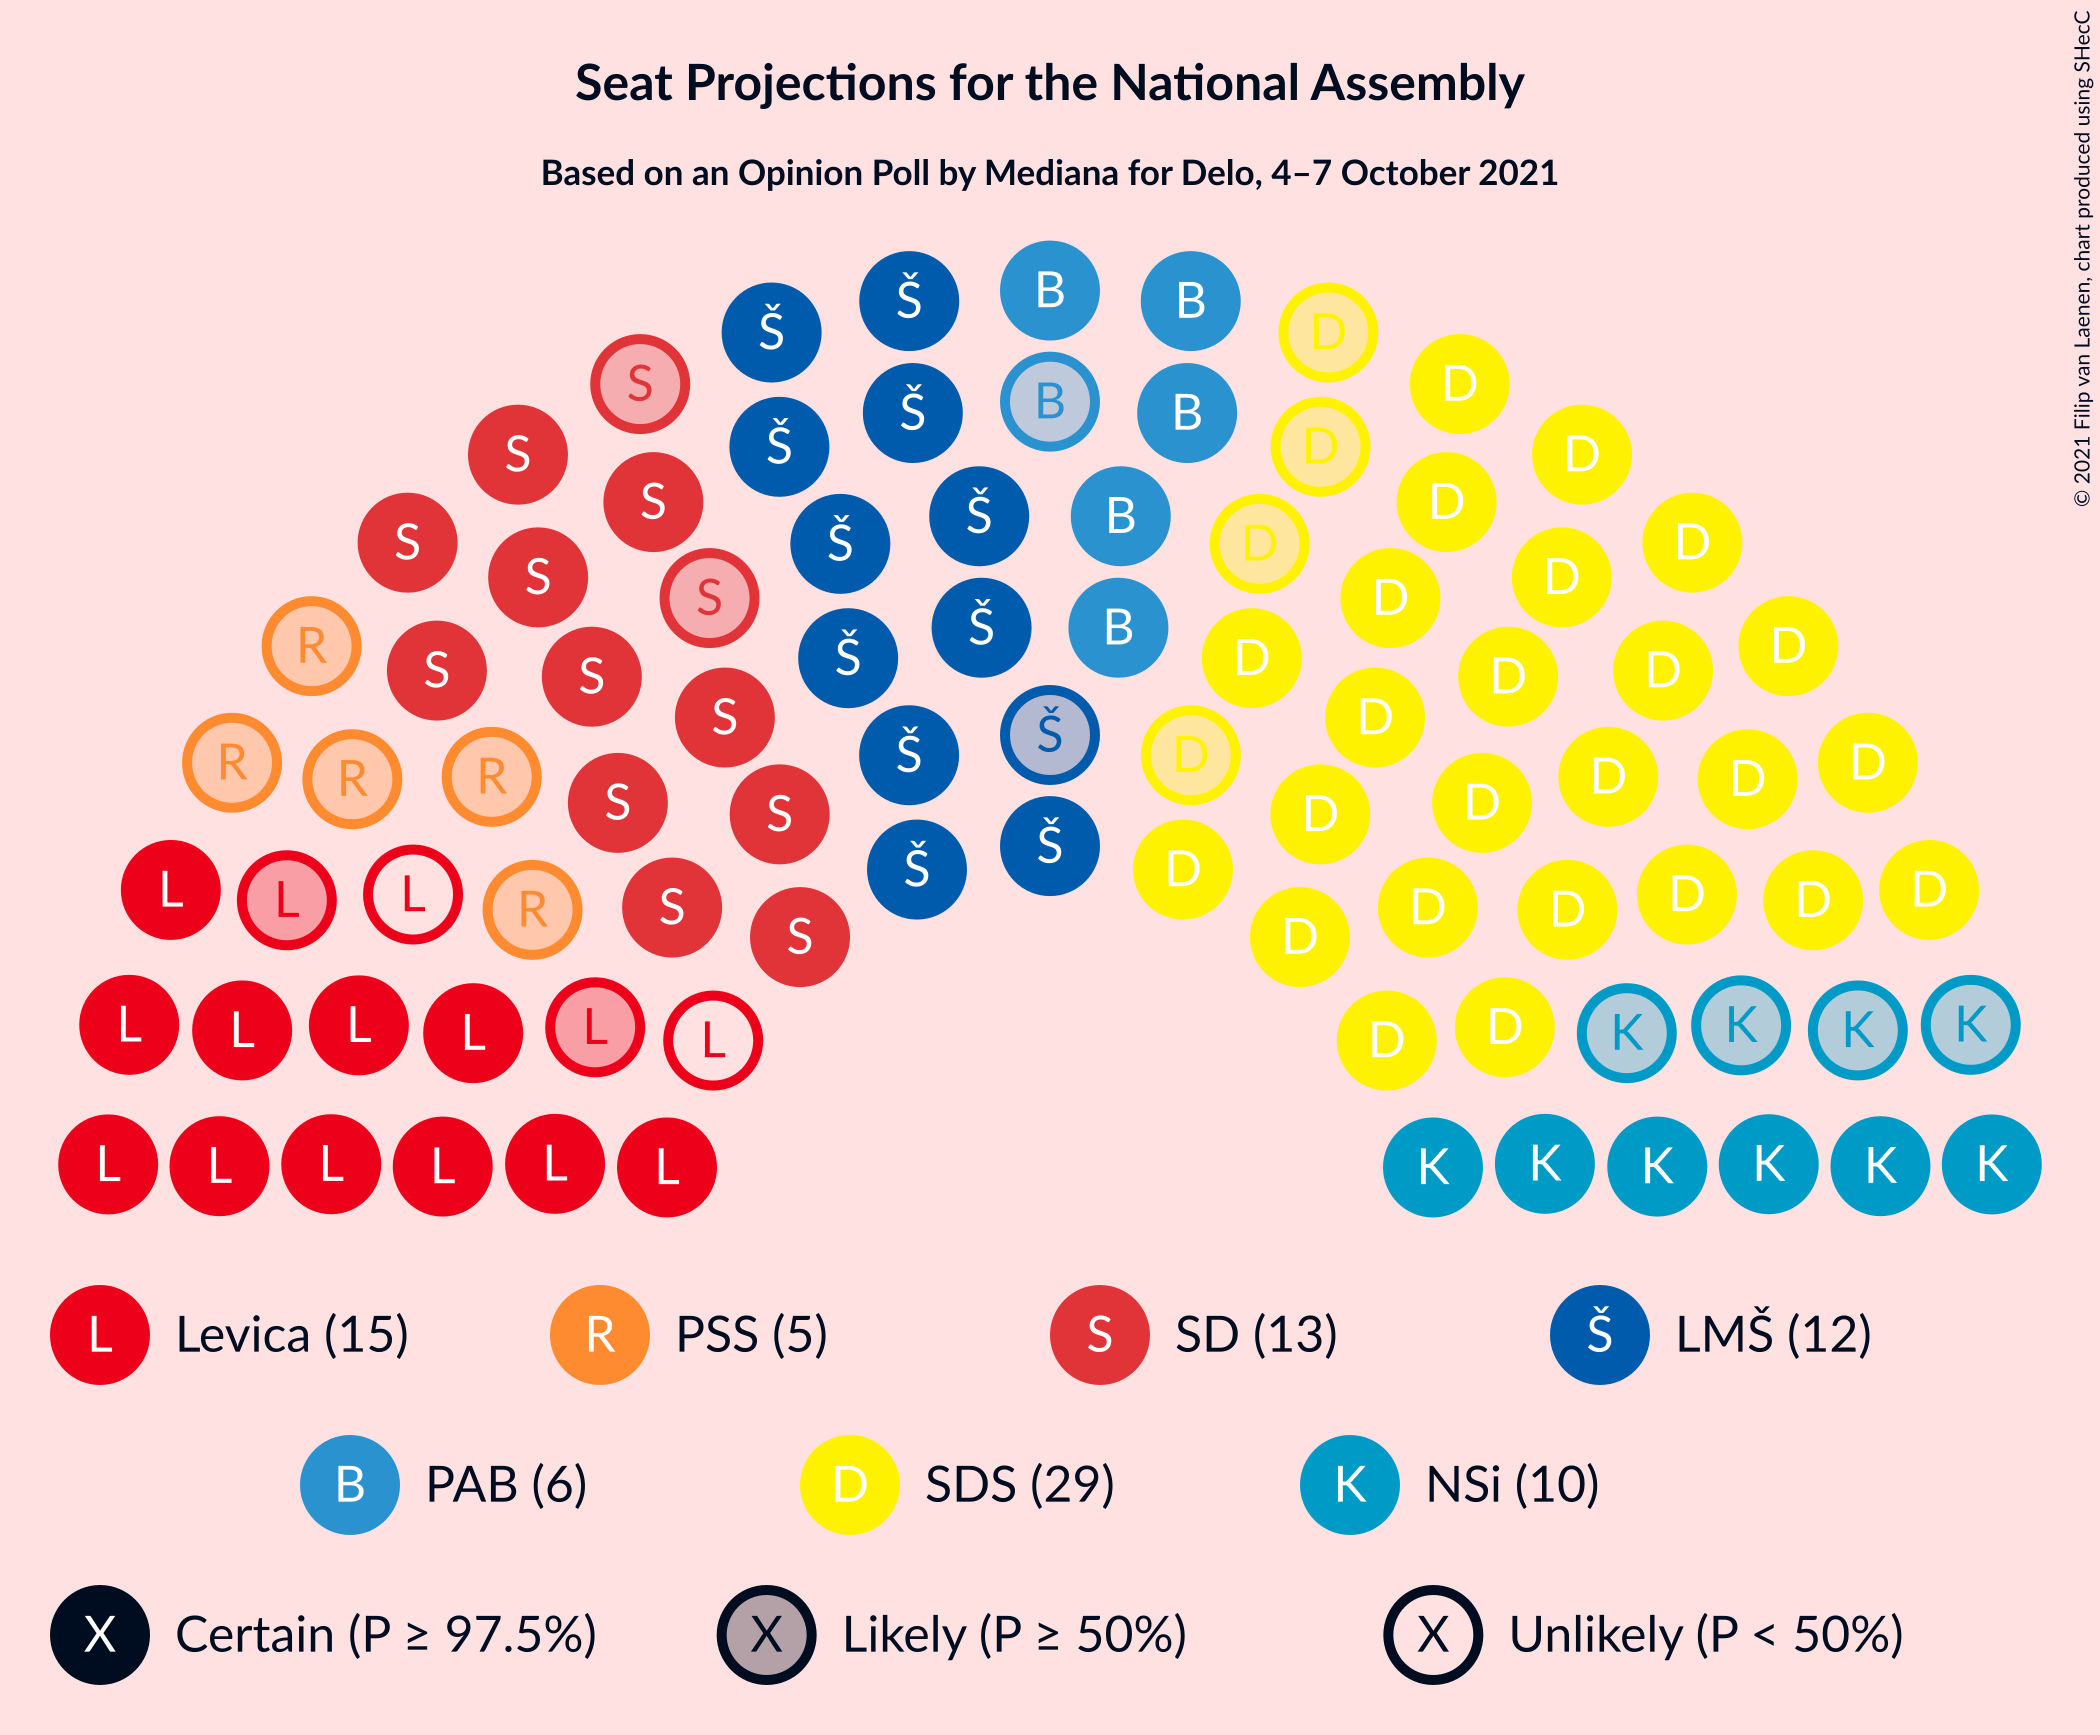 Seat Projections for the National Assembly
Based on an Opinion Poll by Mediana for Delo, 4–7 October 2021
© 2021 Filip van Laenen, chart produced using SHecC
Š Š B B D
S Š Š B B D D
S S Š Š B D D D
S S S Š Š B D D D D
R S S S Š Š D D D D D
R R R S S Š D D D D D D
L L L R S S Š Š D D D D D D D
L L L L L L D D K K K K
L L L L L L K K K K K K
L Levica (15) R PSS (5) S SD (13) Š LMŠ (12)
B PAB (6) D SDS (29) K NSi (10)
X Certain (P ≥ 97.5%) X Likely (P ≥ 50%) X Unlikely (P < 50%)